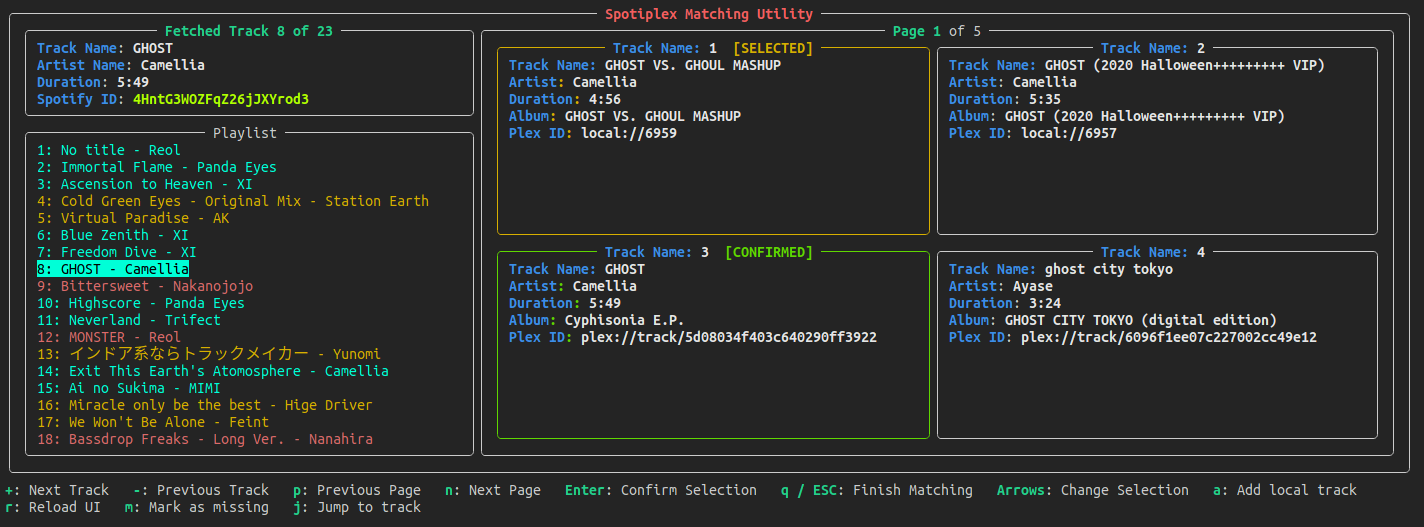 Spotiplex Matching Utility
Fetched Track 8 of 23
Track Name: GHOST
Artist Name: Camellia
Duration: 5:49
Spotify ID: 4HntG3WOZFqZ26jJXYrod3
Playlist
1: No title - Reol
2: Immortal Flame - Panda Eyes
3: Ascension to Heaven - XI
4: Cold Green Eyes - Original Mix - Station Earth
5: Virtual Paradise - AK
6: Blue Zenith - XI
7: Freedom Dive - XI
8: GHOST - Camellia
9: Bittersweet - Nakanojojo
10: Highscore - Panda Eyes
11: Neverland - Trifect
12: MONSTER - Reol
13: インドア系ならトラックメイカー - Yunomi
14: Exit This Earth's Atomosphere - Camellia
15: Ai no Sukima - MIMI
16: Miracle only be the best - Hige Driver
17: We Won't Be Alone - Feint
18: Bassdrop Freaks - Long Ver. - Nanahira
Page 1 of 5
Track Name: 1 [SELECTED]
Track Name: GHOST VS. GHOUL MASHUP
Artist: Camellia
Duration: 4:56
Album: GHOST VS. GHOUL MASHUP
Plex ID: local://6959
Track Name: 2
Track Name: GHOST (2020 Halloween+++++++++ VIP)
Artist: Camellia
Duration: 5:35
Album: GHOST (2020 Halloween+++++++++ VIP)
Plex ID: local://6957
Track Name: 3 [CONFIRMED]
Track Name: GHOST
Artist: Camellia
Duration: 5:49
Album: Cyphisonia E.P.
Plex ID: plex://track/5d08034f403c640290ff3922
Track Name: 4
Track Name: ghost city tokyo
Artist: Ayase
Duration: 3:24
Album: GHOST CITY TOKYO (digital edition)
Plex ID: plex://track/6096f1ee07c227002cc49e12
+: Next Track -: Previous Track p: Previous Page n: Next Page Enter: Confirm Selection q / ESC: Finish Matching Arrows: Change Selection a: Add local track
r: Reload UI m: Mark as missing j: Jump to track